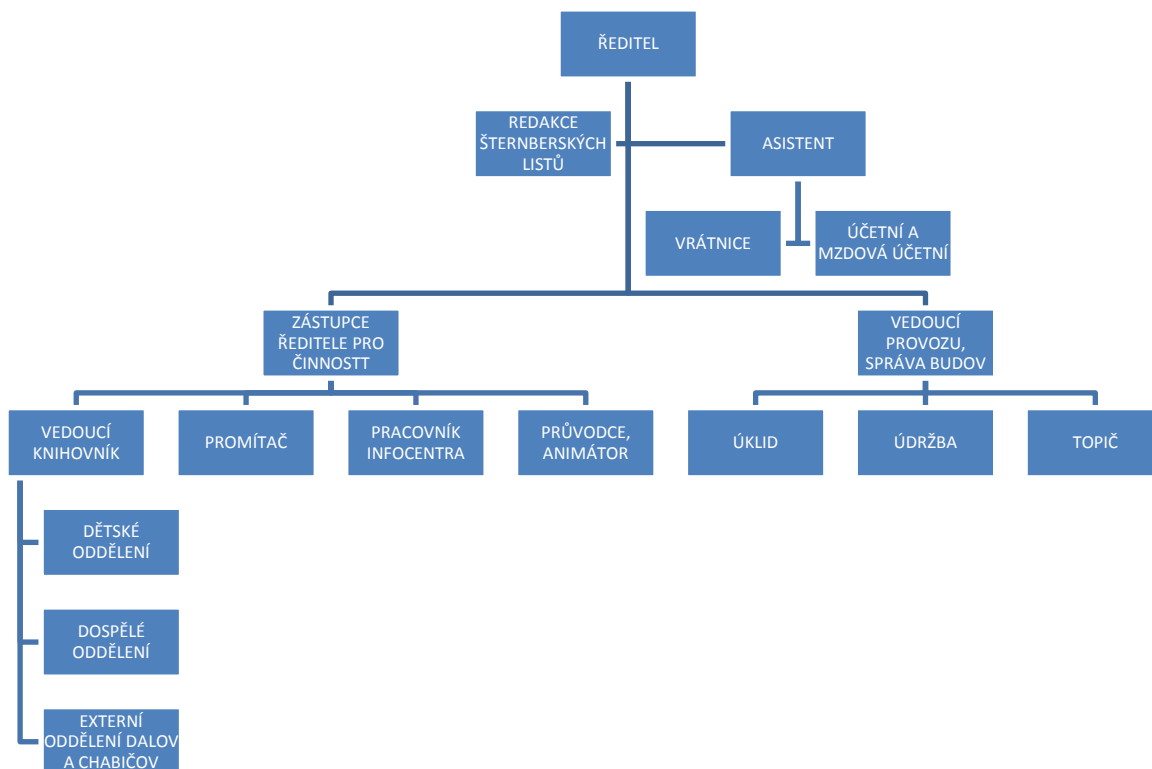 ŘEDITEL
REDAKCE
ŠTERNBERSKÝCH
LISTŮ
ASISTENT
VRÁTNICE
ÚČETNÍ A
MZDOVÁ ÚČETNÍ
ZÁSTUPCE
ŘEDITELE PRO
ČINNOSTT
VEDOUCÍ
PROVOZU,
SPRÁVA BUDOV
VEDOUCÍ
KNIHOVNÍK
PROMÍTAČ
PRACOVNÍK
INFOCENTRA
PRŮVODCE,
ANIMÁTOR
ÚKLID
ÚDRŽBA
TOPIČ
DĚTSKÉ
ODDĚLENÍ
DOSPĚLÉ
ODDĚLENÍ
EXTERNÍ
ODDĚLENÍ DALOV
A CHABIČOV